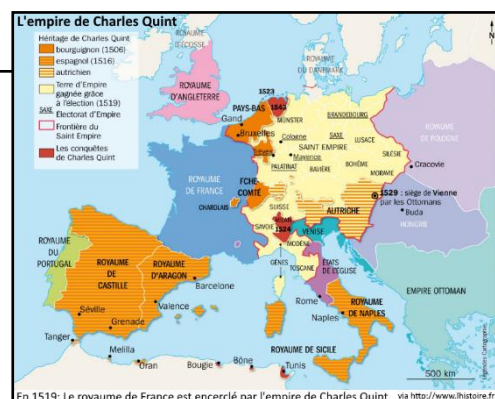 L'empire de Charles Quint
Héritage de Charles Quint
bourguignon (1506)
espagnol (1516)
autrichien
Terre d'Empire
gagnée grâce
à l'élection (1519)
SAXE Électorat d'Empire
Frontière du
Saint Empire
Les conquêtes
de Charles Quint
ROYAUME
D'ÉCOSSE
ROYAUME
DU DANEMARK
N
ROYAUME
D'ANGLETERRE
1523
1543
PAYS-BAS
MÜNSTER
BRANDEBOURG
Gand
Bruxelles
Cologne
SAXE
LUSACE
SAINT EMPIRE
Mayence
SILÉSIE
ROYAUME DE
POLOGNE
PALATINAT
BAVIÈRE
BOHÊME
MORAVIE
Cracovie
ROYAUME
DE FRANCE
FCHE-
COMTÉ
CHAROLAIS
SUISSE
AUTRICHE
1529 : siège de Vienne
par les Ottomans
Buda
HONGRIE
SAVOIE
1524
VENISE
MODÈNE
GÊNES
TOSCANE
ÉTATS
DE L'ÉGLISE
ROYAUME
DU
PORTUGAL
ROYAUME
DE
CASTILLE
ROYAUME
D'ARAGON
Barcelone
Valence
Séville
Grenade
Rome
Naples
ROYAUME
DE NAPLES
EMPIRE OTTOMAN
ROYAUME DE SICILE
Tanger
Melilla
Oran
Bougie
Bône
Tunis
500 km
Légendes Cartographie
En 1519: Le royaume de France est encerclé par l'empire de Charles Quint
via http://www.lhistoire.fr